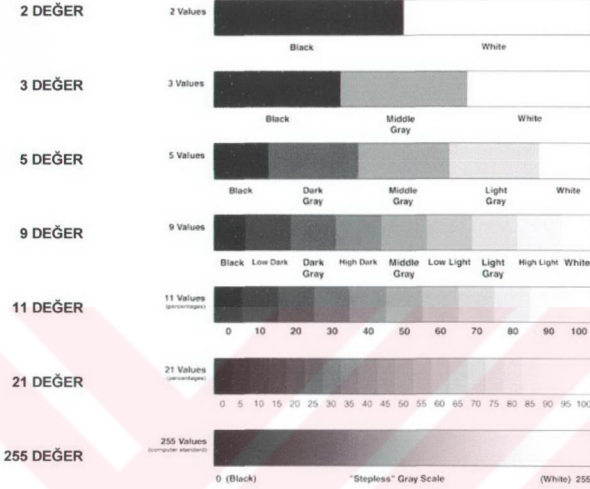 2 DEĞER 2 Values
Black White
3 DEĞER 3 Values
Black Middle Gray White
5 DEĞER 5 Values
Black Dark Gray Middle Gray Light Gray White
9 DEĞER 9 Values
Black Low Dark Dark Gray High Dark Middle Gray Low Light Light Gray High Light White
11 DEĞER 11 Values
(percentages)
0 10 20 30 40 50 60 70 80 90 100
21 DEĞER 21 Values
(percentages)
0 5 10 15 20 25 30 35 40 45 50 55 60 65 70 75 80 85 90 95 100
255 DEĞER 255 Values
(computer standard)
0 (Black) "Stepless" Gray Scale (White) 255